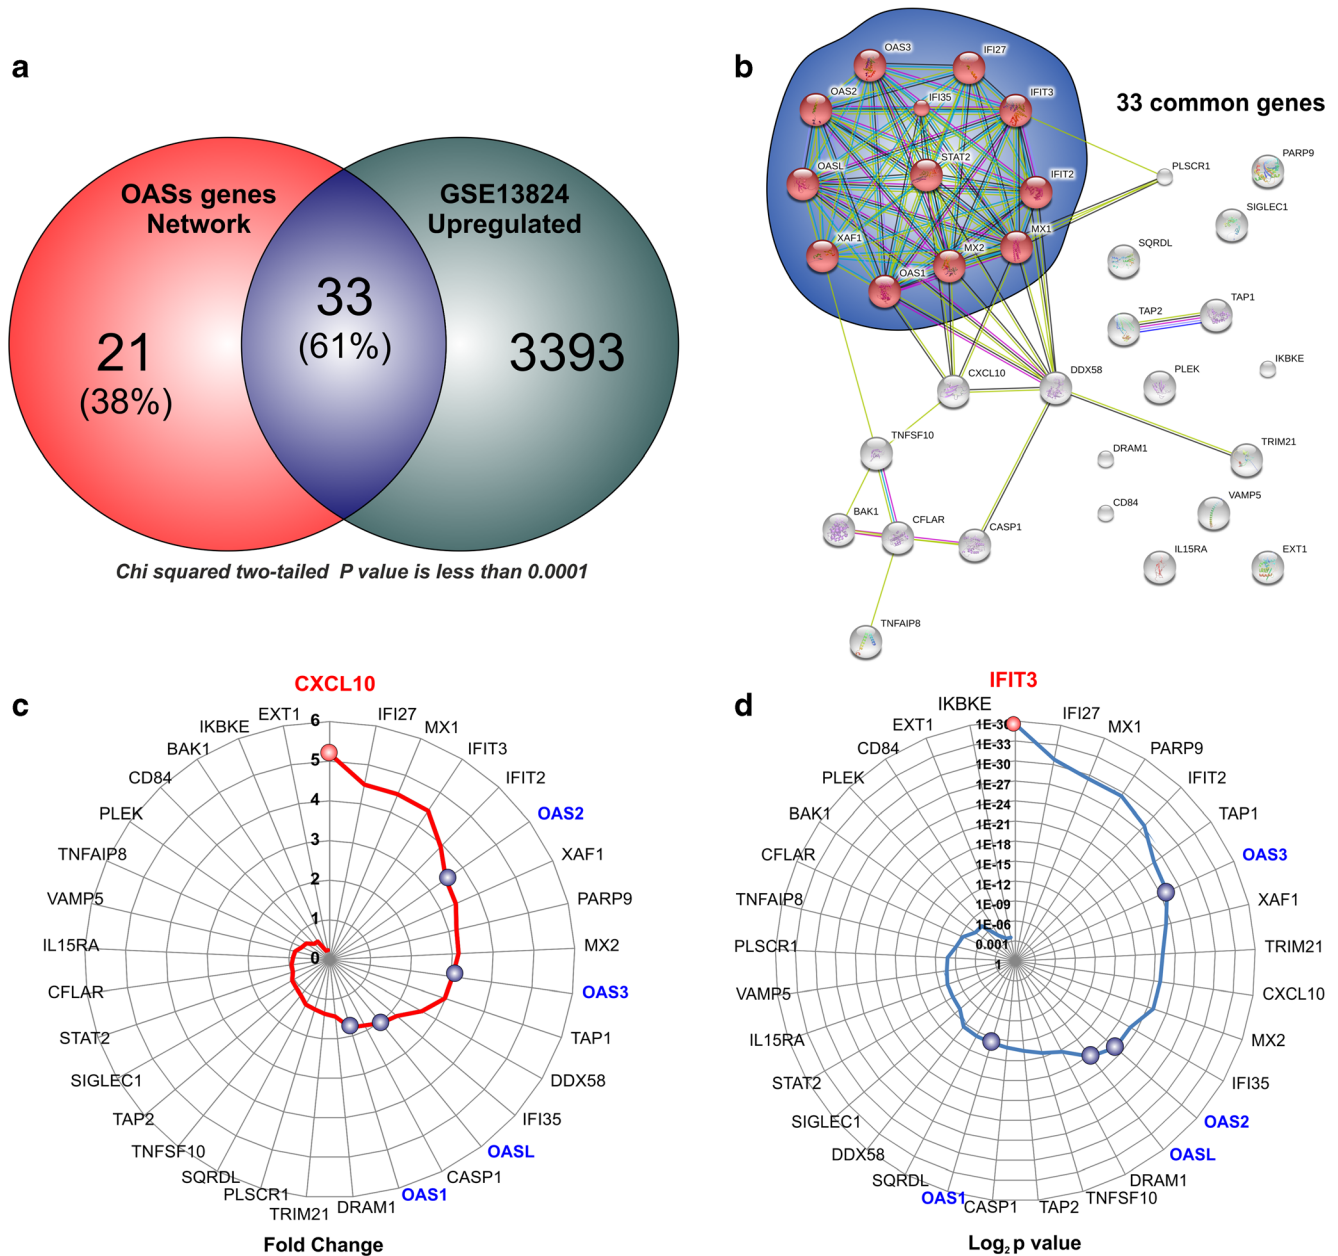 a
OASs genes
Network
GSE13824
Upregulated
33
(61%)
21
(38%)
3393
Chi squared two-tailed P value is less than 0.0001
b
33 common genes
OAS3
IFI27
OAS2
IFI35
IFIT3
OASL
STAT2
IFIT2
XAF1
MX2
MX1
OAS1
PLSCR1
PARP9
SIGLEC1
SQRDL
TAP2
TAP1
CXCL10
DDX58
PLEK
IKBKE
TNFSF10
DRAM1
TRIM21
BAK1
CFLAR
CASP1
CD84
VAMP5
IL15RA
EXT1
TNFAIP8
c
CXCL10
6
5
4
3
2
1
0
IFI27
MX1
IFIT3
IFIT2
OAS2
XAF1
PARP9
MX2
OAS3
TAP1
DDX58
IFI35
OASL
CASP1
OAS1
DRAM1
TRIM21
PLSCR1
SQRDL
TNFSF10
TAP2
SIGLEC1
STAT2
CFLAR
IL15RA
VAMP5
TNFAIP8
PLEK
CD84
BAK1
IKBKE
EXT1
Fold Change
d
IFIT3
1E-33
1E-30
1E-27
1E-24
1E-21
1E-18
1E-15
1E-12
1E-09
1E-06
0.001
1
IFI27
MX1
PARP9
IFIT2
TAP1
OAS3
XAF1
TRIM21
CXCL10
MX2
IFI35
OAS2
OASL
DRAM1
TNFSF10
TAP2
CASP1
OAS1
SQRDL
DDX58
SIGLEC1
STAT2
IL15RA
VAMP5
PLSCR1
TNFAIP8
CFLAR
BAK1
PLEK
CD84
EXT1
IKBKE
Log₂ p value